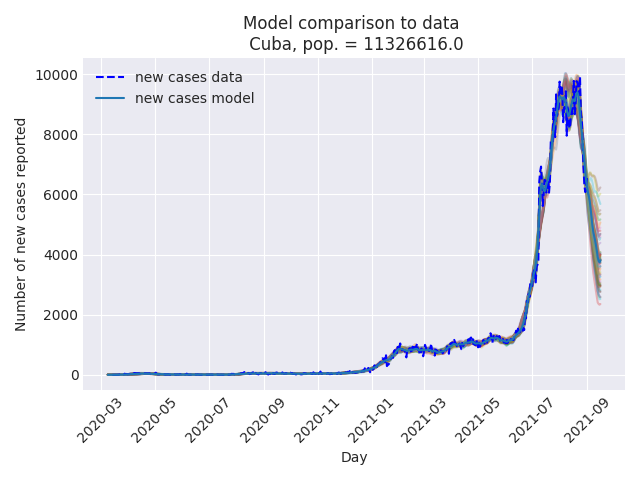 Model comparison to data
Cuba, pop. = 11326616.0
new cases data
new cases model
Number of new cases reported
10000
8000
6000
4000
2000
0
2020-03
2020-05
2020-07
2020-09
2020-11
2021-01
2021-03
2021-05
2021-07
2021-09
Day